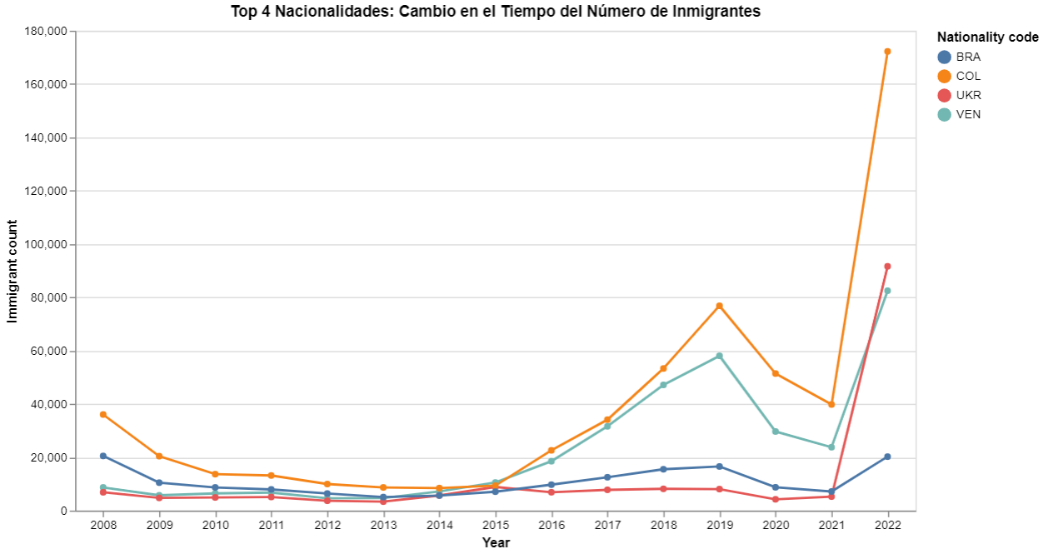 Top 4 Nacionalidades: Cambio en el Tiempo del Número de Inmigrantes
Nationality code
BRA
COL
UKR
VEN
Immigrant count
180,000
160,000
140,000
120,000
100,000
80,000
60,000
40,000
20,000
0
2008 2009 2010 2011 2012 2013 2014 2015 2016 2017 2018 2019 2020 2021 2022
Year